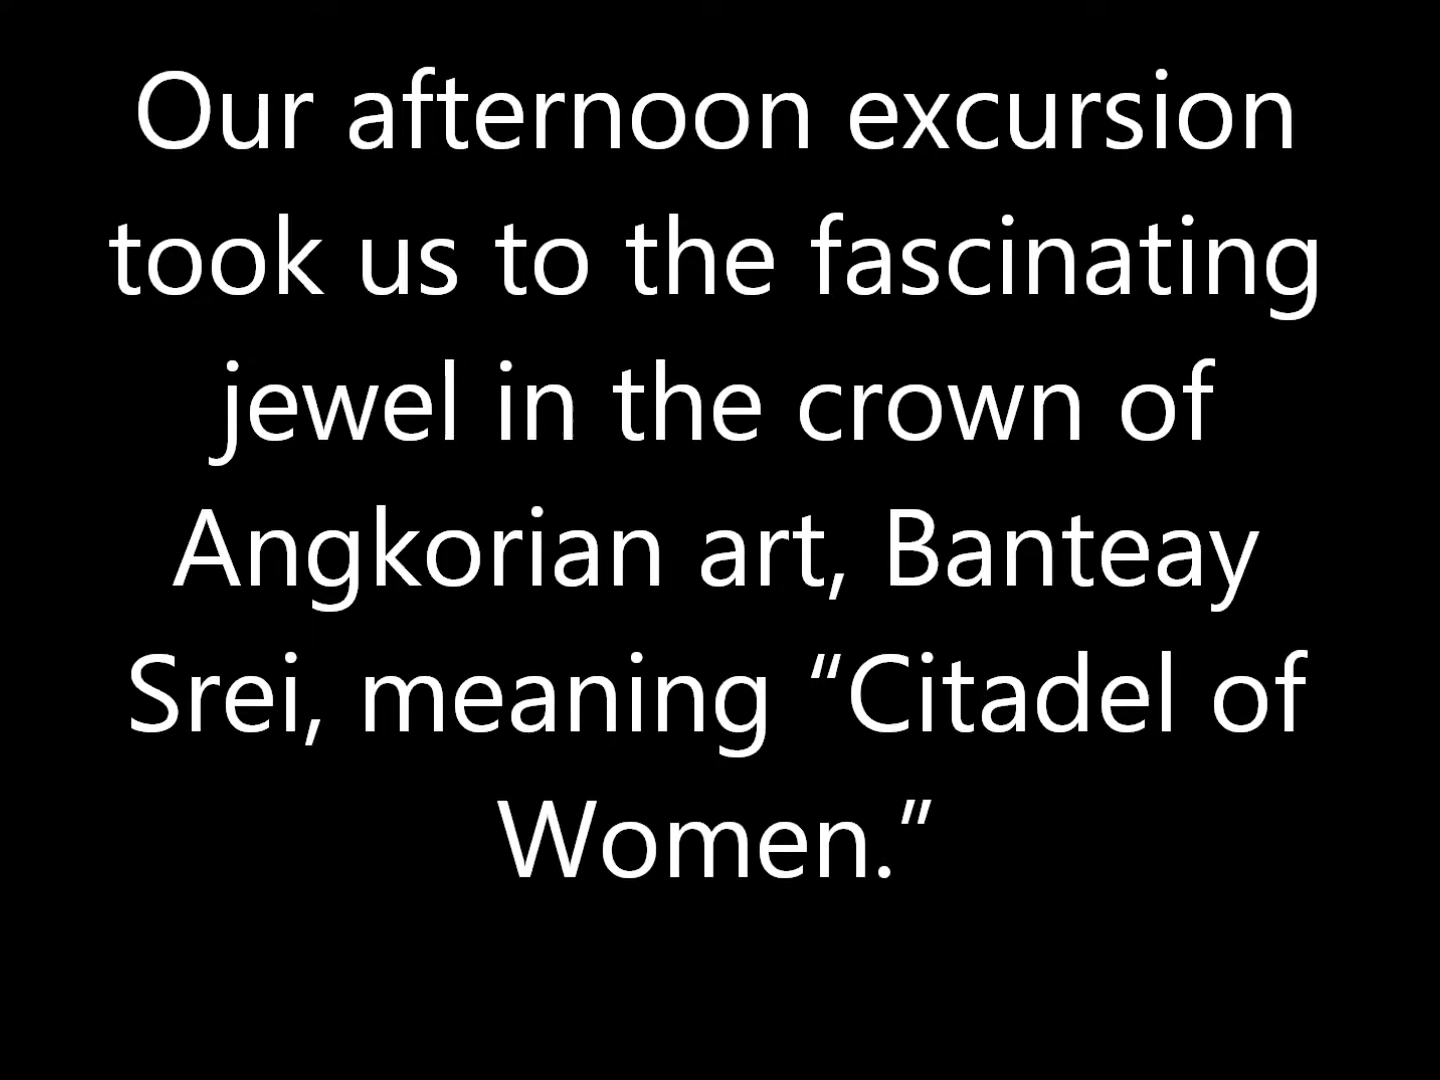 Our afternoon excursion
took us to the fascinating
jewel in the crown of
Angkorian art, Banteay
Srei, meaning “Citadel of
Women.”